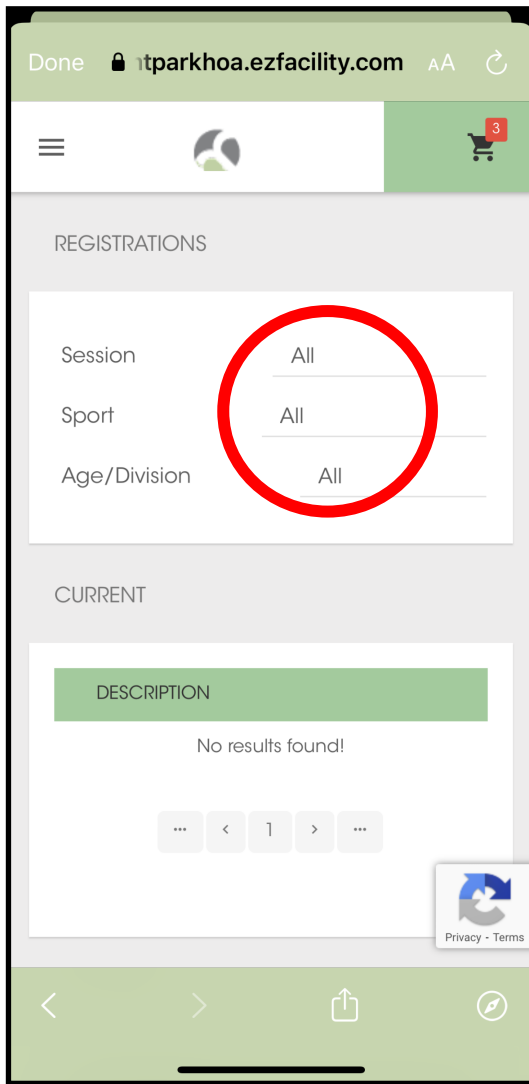 Done ntparkhoa.ezfacility.com AA
3
REGISTRATIONS
Session All
Sport All
Age/Division All
CURRENT
DESCRIPTION
No results found!
... < 1 > ...
Privacy - Terms